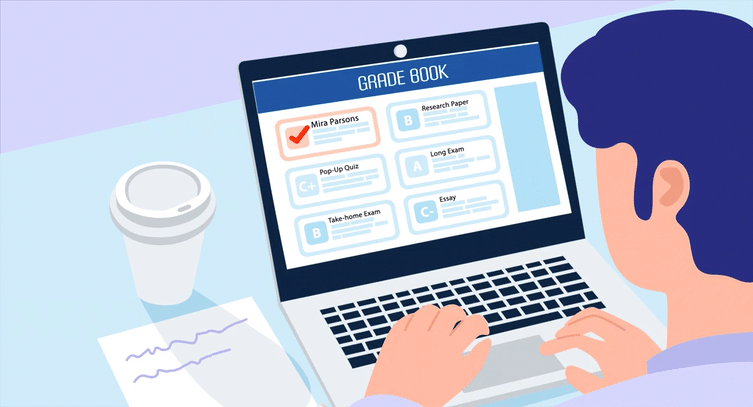 GRADE BOOK
Mira Parsons
B
Research Paper
C+
Pop-Up Quiz
A
Long Exam
B
Take-home Exam
C-
Essay